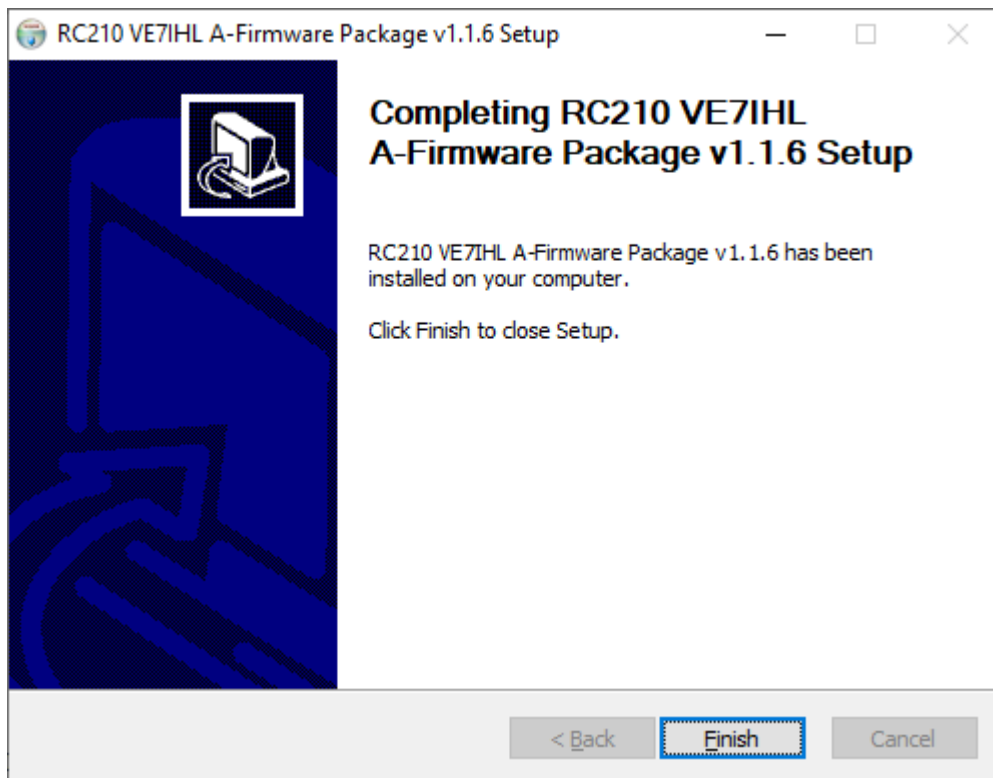 RC210 VE7IHL A-Firmware Package v1.1.6 Setup
Completing RC210 VE7IHL
A-Firmware Package v1.1.6 Setup
RC210 VE7IHL A-Firmware Package v1.1.6 has been
installed on your computer.
Click Finish to close Setup.
< Back Finish Cancel